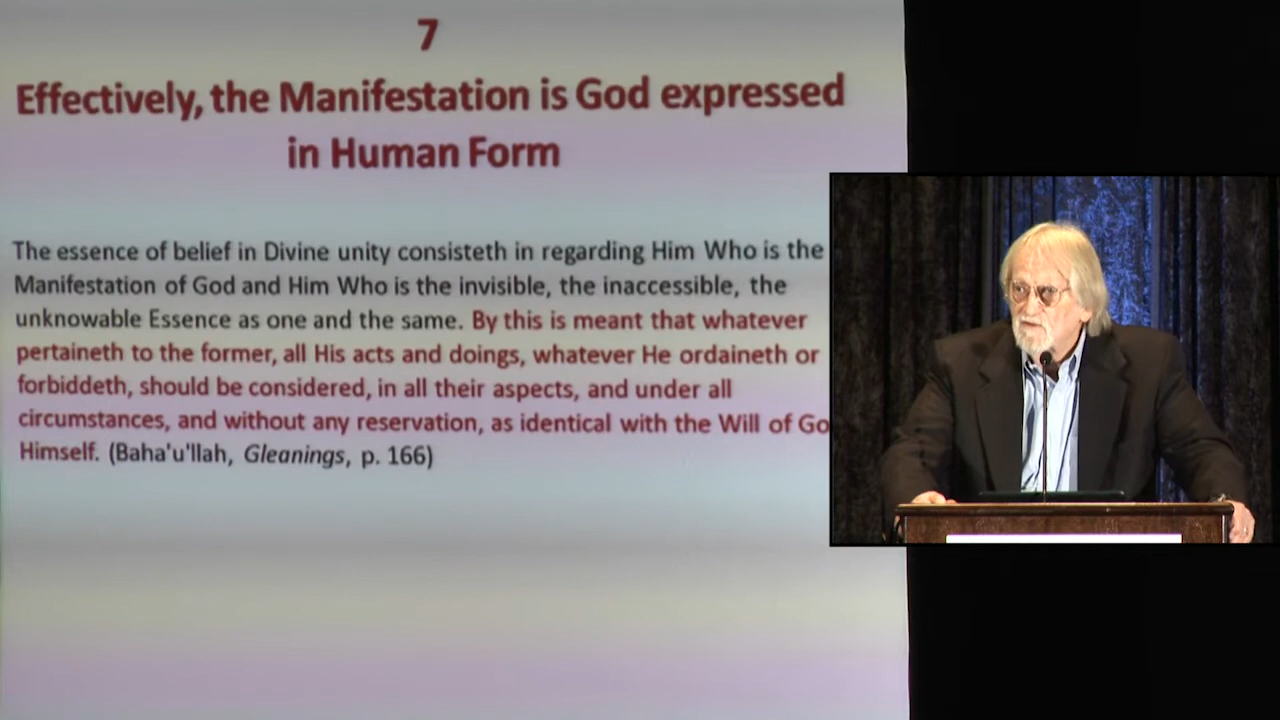 7
Effectively, the Manifestation is God expressed
in Human Form
The essence of belief in Divine unity consisteth in regarding Him Who is the
Manifestation of God and Him Who is the invisible, the inaccessible, the
unknowable Essence as one and the same. By this is meant that whatever
pertaineth to the former, all His acts and doings, whatever He ordaineth or
forbiddeth, should be considered, in all their aspects, and under all
circumstances, and without any reservation, as identical with the Will of Go
Himself. (Baha'u'llah, Gleanings, p. 166)